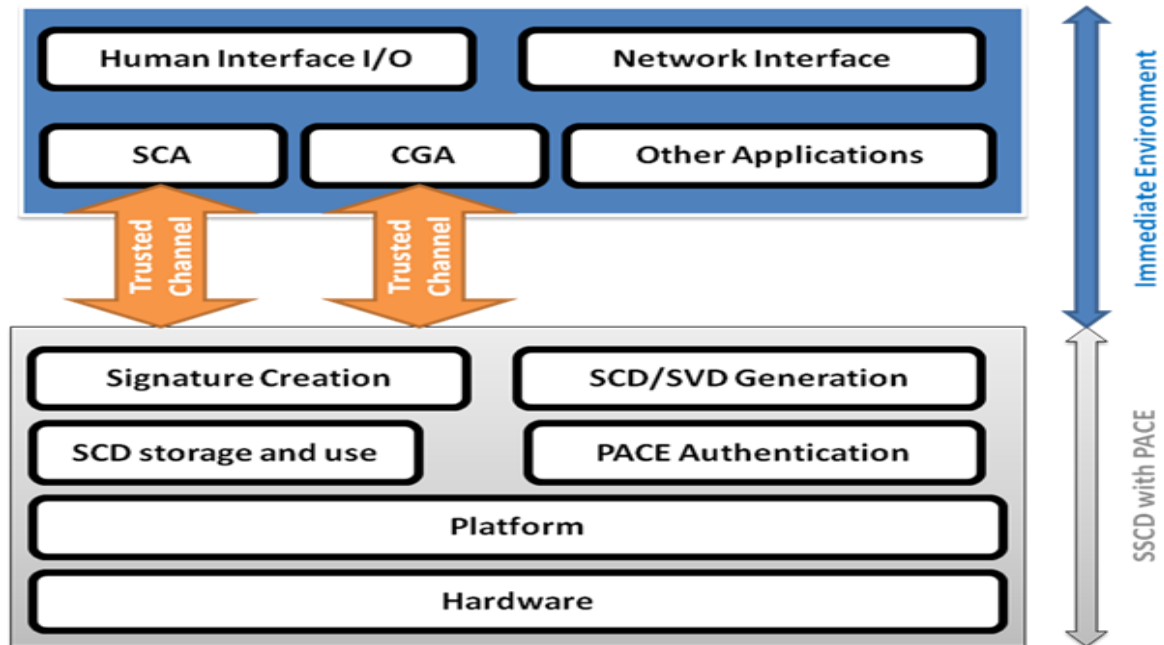 Human Interface I/O
Network Interface
SCA
CGA
Other Applications
Trusted
Channel
Trusted
Channel
Immediate Environment
Signature Creation
SCD/SVD Generation
SCD storage and use
PACE Authentication
Platform
Hardware
SSCD with PACE